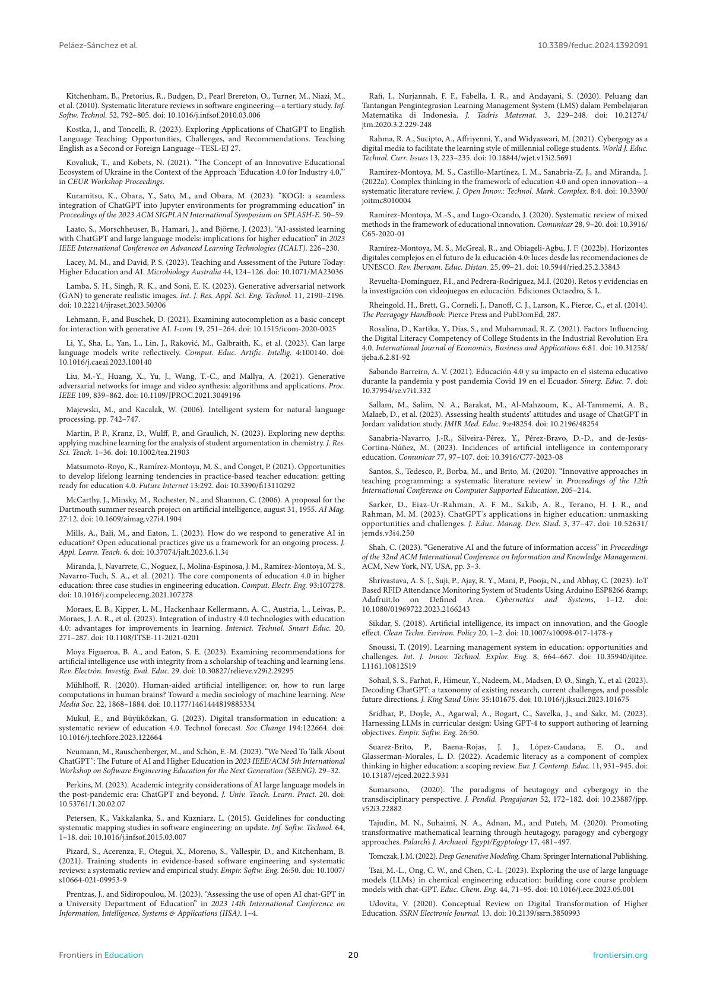 Peláez-Sánchez et al.
10.3389/feduc.2024.1392091
Kitchenham, B., Pretorius, R., Budgen, D., Pearl Brereton, O., Turner, M., Niazi, M.,
et al. (2010). Systematic literature reviews in software engineering—a tertiary study. Inf.
Softw. Technol. 52, 792–805. doi: 10.1016/j.infsof.2010.03.006
Kostka, I., and Toncelli, R. (2023). Exploring Applications of ChatGPT to English
Language Teaching: Opportunities, Challenges, and Recommendations. Teaching
English as a Second or Foreign Language--TESL-EJ 27.
Kovaliuk, T., and Kobets, N. (2021). “The Concept of an Innovative Educational
Ecosystem of Ukraine in the Context of the Approach ‘Education 4.0 for Industry 4.0,’”
in CEUR Workshop Proceedings.
Kuramitsu, K., Obara, Y., Sato, M., and Obara, M. (2023). “KOGI: a seamless
integration of ChatGPT into Jupyter environments for programming education” in
Proceedings of the 2023 ACM SIGPLAN International Symposium on SPLASH-E. 50–59.
Laato, S., Morschheuser, B., Hamari, J., and Björne, J. (2023). “AI-assisted learning
with ChatGPT and large language models: implications for higher education” in 2023
IEEE International Conference on Advanced Learning Technologies (ICALT). 226–230.
Lacey, M. M., and David, P. S. (2023). Teaching and Assessment of the Future Today:
Higher Education and AI. Microbiology Australia 44, 124–126. doi: 10.1071/MA23036
Lamba, S. H., Singh, R. K., and Soni, E. K. (2023). Generative adversarial network
(GAN) to generate realistic images. Int. J. Res. Appl. Sci. Eng. Technol. 11, 2190–2196.
doi: 10.22214/ijraset.2023.50306
Lehmann, F., and Buschek, D. (2021). Examining autocompletion as a basic concept
for interaction with generative AI. I-com 19, 251–264. doi: 10.1515/icom-2020-0025
Li, Y., Sha, L., Yan, L., Lin, J., Raković, M., Galbraith, K., et al. (2023). Can large
language models write reflectively. Comput. Educ. Artific. Intellig. 4:100140. doi:
10.1016/j.caeai.2023.100140
Liu, M.-Y., Huang, X., Yu, J., Wang, T.-C., and Mallya, A. (2021). Generative
adversarial networks for image and video synthesis: algorithms and applications. Proc.
IEEE 109, 839–862. doi: 10.1109/JPROC.2021.3049196
Majewski, M., and Kacalak, W. (2006). Intelligent system for natural language
processing. pp. 742–747.
Martin, P. P., Kranz, D., Wulff, P., and Graulich, N. (2023). Exploring new depths:
applying machine learning for the analysis of student argumentation in chemistry. J. Res.
Sci. Teach. 1–36. doi: 10.1002/tea.21903
Matsumoto-Royo, K., Ramírez-Montoya, M. S., and Conget, P. (2021). Opportunities
to develop lifelong learning tendencies in practice-based teacher education: getting
ready for education 4.0. Future Internet 13:292. doi: 10.3390/fi13110292
McCarthy, J., Minsky, M., Rochester, N., and Shannon, C. (2006). A proposal for the
Dartmouth summer research project on artificial intelligence, august 31, 1955. AI Mag.
27:12. doi: 10.1609/aimag.v27i4.1904
Mills, A., Bali, M., and Eaton, L. (2023). How do we respond to generative AI in
education? Open educational practices give us a framework for an ongoing process. J.
Appl. Learn. Teach. 6. doi: 10.37074/jalt.2023.6.1.34
Miranda, J., Navarrete, C., Noguez, J., Molina-Espinosa, J. M., Ramírez-Montoya, M. S.,
Navarro-Tuch, S. A., et al. (2021). The core components of education 4.0 in higher
education: three case studies in engineering education. Comput. Electr. Eng. 93:107278.
doi: 10.1016/j.compeleceng.2021.107278
Moraes, E. B., Kipper, L. M., Hackenhaar Kellermann, A. C., Austria, L., Leivas, P.,
Moraes, J. A. R., et al. (2023). Integration of industry 4.0 technologies with education
4.0: advantages for improvements in learning. Interact. Technol. Smart Educ. 20,
271–287. doi: 10.1108/ITSE-11-2021-0201
Moya Figueroa, B. A., and Eaton, S. E. (2023). Examining recommendations for
artificial intelligence use with integrity from a scholarship of teaching and learning lens.
Rev. Electrón. Investig. Eval. Educ. 29. doi: 10.30827/relieve.v29i2.29295
Mühlhoff, R. (2020). Human-aided artificial intelligence: or, how to run large
computations in human brains? Toward a media sociology of machine learning. New
Media Soc. 22, 1868–1884. doi: 10.1177/1461444819885334
Mukul, E., and Büyüközkan, G. (2023). Digital transformation in education: a
systematic review of education 4.0. Technol forecast. Soc Change 194:122664. doi:
10.1016/j.techfore.2023.122664
Neumann, M., Rauschenberger, M., and Schön, E.-M. (2023). “We Need To Talk About
ChatGPT”: The Future of AI and Higher Education in 2023 IEEE/ACM 5th International
Workshop on Software Engineering Education for the Next Generation (SEENG). 29–32.
Perkins, M. (2023). Academic integrity considerations of AI large language models in
the post-pandemic era: ChatGPT and beyond. J. Univ. Teach. Learn. Pract. 20. doi:
10.53761/1.20.02.07
Petersen, K., Vakkalanka, S., and Kuzniarz, L. (2015). Guidelines for conducting
systematic mapping studies in software engineering: an update. Inf. Softw. Technol. 64,
1–18. doi: 10.1016/j.infsof.2015.03.007
Pizard, S., Acerenza, F., Otegui, X., Moreno, S., Vallespir, D., and Kitchenham, B.
(2021). Training students in evidence-based software engineering and systematic
reviews: a systematic review and empirical study. Empir. Softw. Eng. 26:50. doi: 10.1007/
s10664-021-09953-9
Prentzas, J., and Sidiropoulou, M. (2023). “Assessing the use of open AI chat-GPT in
a University Department of Education” in 2023 14th International Conference on
Information, Intelligence, Systems & Applications (IISA). 1–4.
Rafi, I., Nurjannah, F. F., Fabella, I. R., and Andayani, S. (2020). Peluang dan
Tantangan Pengintegrasian Learning Management System (LMS) dalam Pembelajaran
Matematika di Indonesia. J. Tadris Matemat. 3, 229–248. doi: 10.21274/
jtm.2020.3.2.229-248
Rahma, R. A., Sucipto, A., Affriyenni, Y., and Widyaswari, M. (2021). Cybergogy as a
digital media to facilitate the learning style of millennial college students. World J. Educ.
Technol. Curr. Issues 13, 223–235. doi: 10.18844/wjet.v13i2.5691
Ramírez-Montoya, M. S., Castillo-Martínez, I. M., Sanabria-Z, J., and Miranda, J.
(2022a). Complex thinking in the framework of education 4.0 and open innovation—a
systematic literature review. J. Open Innov.: Technol. Mark. Complex. 8:4. doi: 10.3390/
joitmc8010004
Ramírez-Montoya, M.-S., and Lugo-Ocando, J. (2020). Systematic review of mixed
methods in the framework of educational innovation. Comunicar 28, 9–20. doi: 10.3916/
C65-2020-01
Ramírez-Montoya, M. S., McGreal, R., and Obiageli-Agbu, J. F. (2022b). Horizontes
digitales complejos en el futuro de la educación 4.0: luces desde las recomendaciones de
UNESCO. Rev. Iberoam. Educ. Distan. 25, 09–21. doi: 10.5944/ried.25.2.33843
Revuelta-Domínguez, F.I., and Pedrera-Rodríguez, M.I. (2020). Retos y evidencias en
la investigación con videojuegos en educación. Ediciones Octaedro, S. L.
Rheingold, H., Brett, G., Corneli, J., Danoff, C. J., Larson, K., Pierce, C., et al. (2014).
The Peeragogy Handbook: Pierce Press and PubDomEd, 287.
Rosalina, D., Kartika, Y., Dias, S., and Muhammad, R. Z. (2021). Factors Influencing
the Digital Literacy Competency of College Students in the Industrial Revolution Era
4.0. International Journal of Economics, Business and Applications 6:81. doi: 10.31258/
ijeba.6.2.81-92
Sabando Barreiro, A. V. (2021). Educación 4.0 y su impacto en el sistema educativo
durante la pandemia y post pandemia Covid 19 en el Ecuador. Sinerg. Educ. 7. doi:
10.37954/se.v7i1.332
Sallam, M., Salim, N. A., Barakat, M., Al-Mahzoum, K., Al-Tammemi, A. B.,
Malaeb, D., et al. (2023). Assessing health students’ attitudes and usage of ChatGPT in
Jordan: validation study. JMIR Med. Educ. 9:e48254. doi: 10.2196/48254
Sanabria-Navarro, J.-R., Silveira-Pérez, Y., Pérez-Bravo, D.-D., and de-Jesús-
Cortina-Núñez, M. (2023). Incidences of artificial intelligence in contemporary
education. Comunicar 77, 97–107. doi: 10.3916/C77-2023-08
Santos, S., Tedesco, P., Borba, M., and Brito, M. (2020). “Innovative approaches in
teaching programming: a systematic literature review’ in Proceedings of the 12th
International Conference on Computer Supported Education, 205–214.
Sarker, D., Eiaz-Ur-Rahman, A. F. M., Sakib, A. R., Terano, H. J. R., and
Rahman, M. M. (2023). ChatGPT’s applications in higher education: unmasking
opportunities and challenges. J. Educ. Manag. Dev. Stud. 3, 37–47. doi: 10.52631/
jemds.v3i4.250
Shah, C. (2023). “Generative AI and the future of information access” in Proceedings
of the 32nd ACM International Conference on Information and Knowledge Management.
ACM, New York, NY, USA, pp. 3–3.
Shrivastava, A. S. J., Suji, P., Ajay, R. Y., Mani, P., Pooja, N., and Abhay, C. (2023). IoT
Based RFID Attendance Monitoring System of Students Using Arduino ESP8266 &amp;
Adafruit.Io on Defined Area. Cybernetics and Systems, 1–12. doi:
10.1080/01969722.2023.2166243
Sikdar, S. (2018). Artificial intelligence, its impact on innovation, and the Google
effect. Clean Techn. Environ. Policy 20, 1–2. doi: 10.1007/s10098-017-1478-y
Snoussi, T. (2019). Learning management system in education: opportunities and
challenges. Int. J. Innov. Technol. Explor. Eng. 8, 664–667. doi: 10.35940/ijitee.
L1161.10812S19
Sohail, S. S., Farhat, F., Himeur, Y., Nadeem, M., Madsen, D. Ø., Singh, Y., et al. (2023).
Decoding ChatGPT: a taxonomy of existing research, current challenges, and possible
future directions. J. King Saud Univ. 35:101675. doi: 10.1016/j.jksuci.2023.101675
Sridhar, P., Doyle, A., Agarwal, A., Bogart, C., Savelka, J., and Sakr, M. (2023).
Harnessing LLMs in curricular design: Using GPT-4 to support authoring of learning
objectives. Empir. Softw. Eng. 26:50.
Suarez-Brito, P., Baena-Rojas, J. J., López-Caudana, E. O., and
Glasserman-Morales, L. D. (2022). Academic literacy as a component of complex
thinking in higher education: a scoping review. Eur. J. Contemp. Educ. 11, 931–945. doi:
10.13187/ejced.2022.3.931
Sumarsono, (2020). The paradigms of heutagogy and cybergogy in the
transdisciplinary perspective. J. Pendid. Pengajaran 52, 172–182. doi: 10.23887/jpp.
v52i3.22882
Tajudin, M. N., Suhaimi, N. A., Adnan, M., and Puteh, M. (2020). Promoting
transformative mathematical learning through heutagogy, paragogy and cybergogy
approaches. Palarch’s J. Archaeol. Egypt/Egyptology 17, 481–497.
Tomczak, J. M. (2022). Deep Generative Modeling. Cham: Springer International Publishing.
Tsai, M.-L., Ong, C. W., and Chen, C.-L. (2023). Exploring the use of large language
models (LLMs) in chemical engineering education: building core course problem
models with chat-GPT. Educ. Chem. Eng. 44, 71–95. doi: 10.1016/j.ece.2023.05.001
Udovita, V. (2020). Conceptual Review on Digital Transformation of Higher
Education. SSRN Electronic Journal. 13. doi: 10.2139/ssrn.3850993
Frontiers in Education
20
frontiersin.org